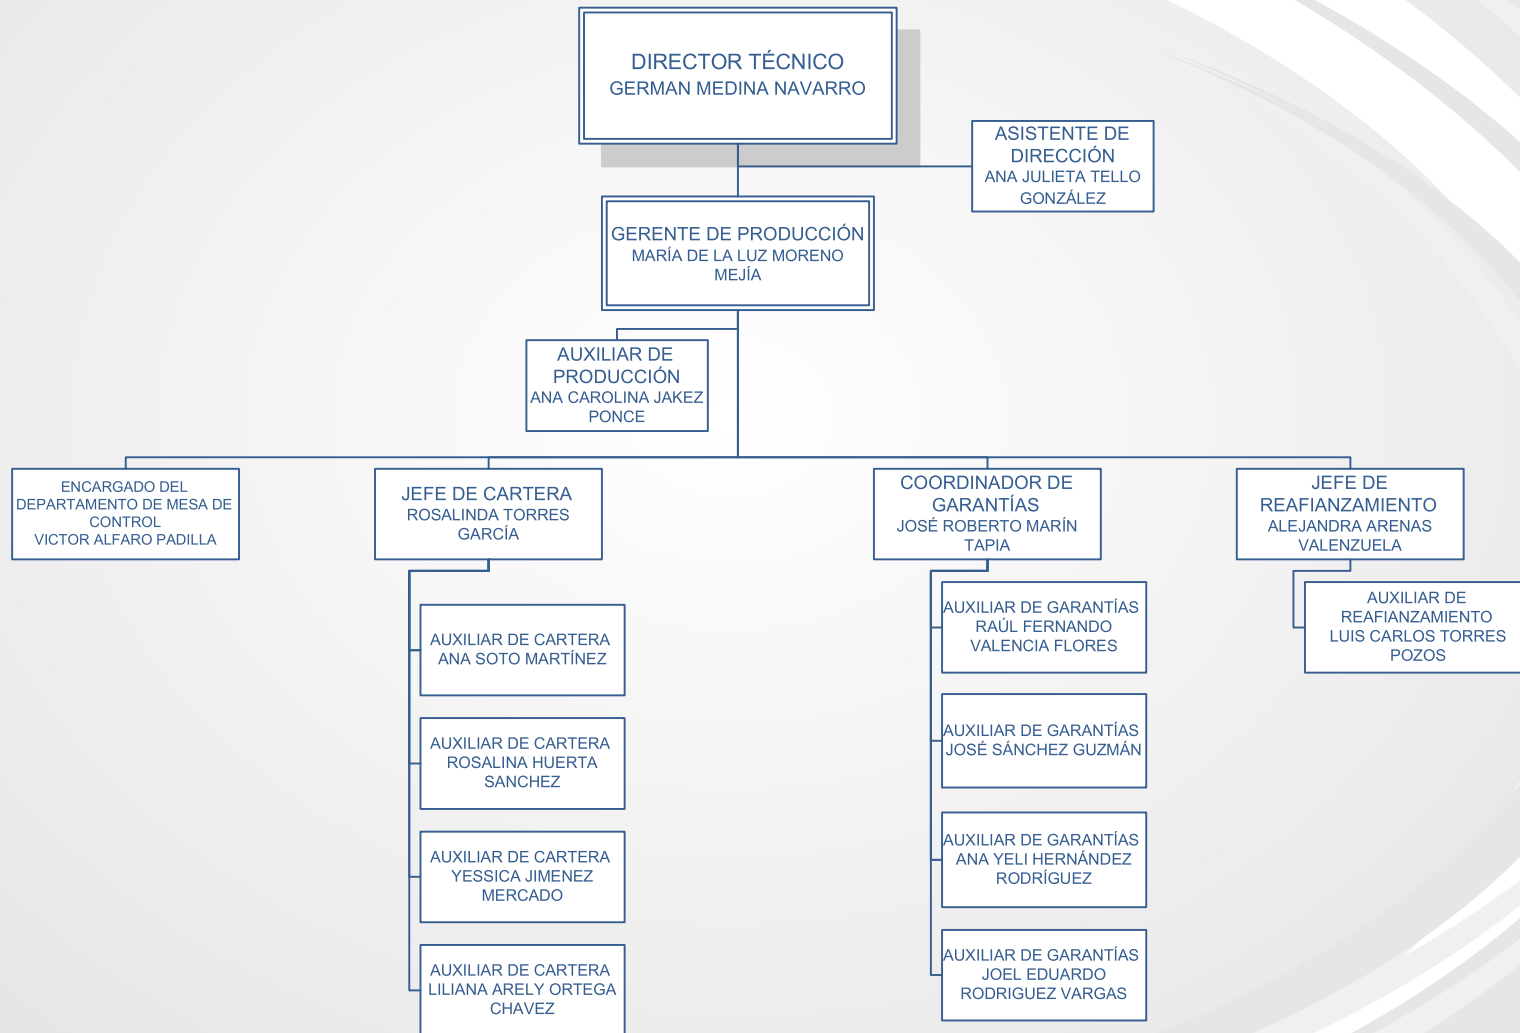 DIRECTOR TÉCNICO
GERMAN MEDINA NAVARRO
ASISTENTE DE
DIRECCIÓN
ANA JULIETA TELLO
GONZÁLEZ
GERENTE DE PRODUCCIÓN
MARÍA DE LA LUZ MORENO
MEJÍA
AUXILIAR DE
PRODUCCIÓN
ANA CAROLINA JAKEZ
PONCE
ENCARGADO DEL
DEPARTAMENTO DE MESA DE
CONTROL
VICTOR ALFARO PADILLA
JEFE DE CARTERA
ROSALINDA TORRES
GARCÍA
COORDINADOR DE
GARANTÍAS
JOSÉ ROBERTO MARÍN
TAPIA
JEFE DE
REAFIANZAMIENTO
ALEJANDRA ARENAS
VALENZUELA
AUXILIAR DE CARTERA
ANA SOTO MARTÍNEZ
AUXILIAR DE CARTERA
ROSALINA HUERTA
SANCHEZ
AUXILIAR DE CARTERA
YESSICA JIMENEZ
MERCADO
AUXILIAR DE CARTERA
LILIANA ARELY ORTEGA
CHAVEZ
AUXILIAR DE GARANTÍAS
RAÚL FERNANDO
VALENCIA FLORES
AUXILIAR DE GARANTÍAS
JOSÉ SÁNCHEZ GUZMÁN
AUXILIAR DE GARANTÍAS
ANA YELI HERNÁNDEZ
RODRÍGUEZ
AUXILIAR DE GARANTÍAS
JOEL EDUARDO
RODRIGUEZ VARGAS
AUXILIAR DE
REAFIANZAMIENTO
LUIS CARLOS TORRES
POZOS